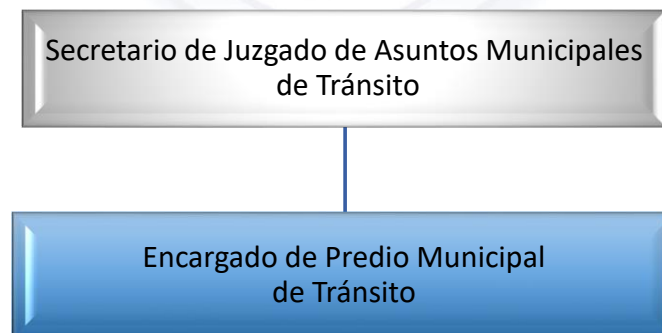 Secretario de Juzgado de Asuntos Municipales
de Tránsito
Encargado de Predio Municipal
de Tránsito